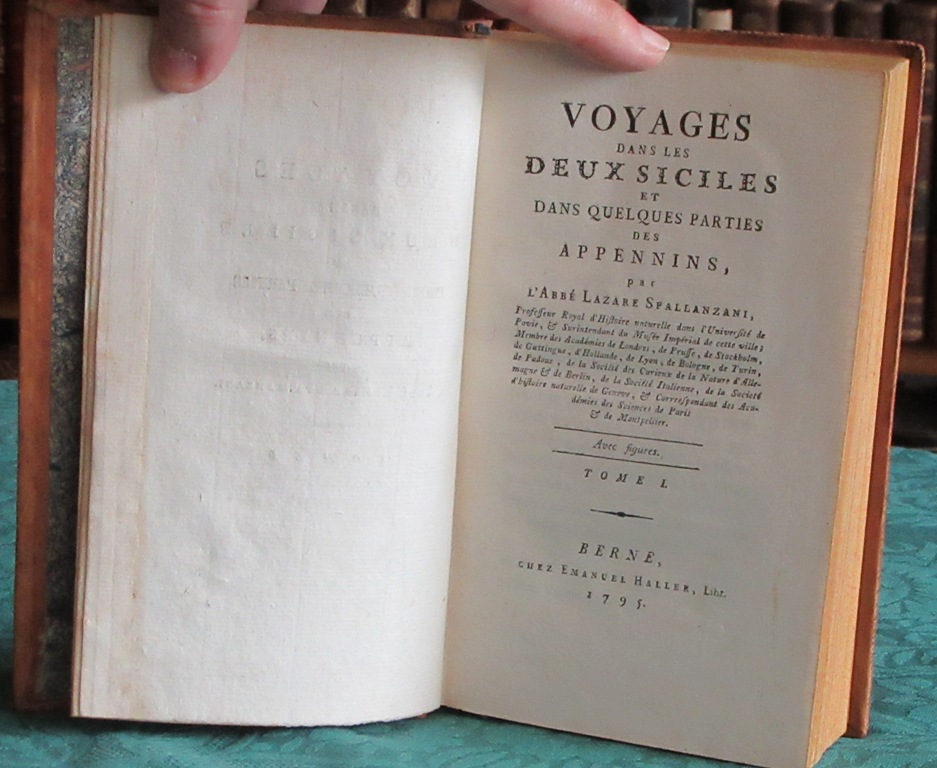 VOYAGES
DANS LES
DEUX SICILES
ET
DANS QUELQUES PARTIES
DES
APPENNINS,
par
L'ABBÉ LAZARE SPALLANZANI,
Professeur Royal d'Histoire naturelle dans l'Université de
Pavie, & Surintendant du Musée Impérial de cette ville;
Membre des Académies de Londres, de Prusse, de Stockholm,
de Gottingue, d'Hollande, de Lyon, de Bologne, de Turin,
de Padoue, de la Société des Curieux de la Nature d'Alle-
magne & de Berlin, de la Société Italienne, de la Société
d'histoire naturelle de Geneve, & Correspondant des Aca-
démies des Sciences de Paris
& de Montpellier.
Avec figures.
TOME I.
BERNE,
CHEZ EMANUEL HALLER, Libr.
1795.